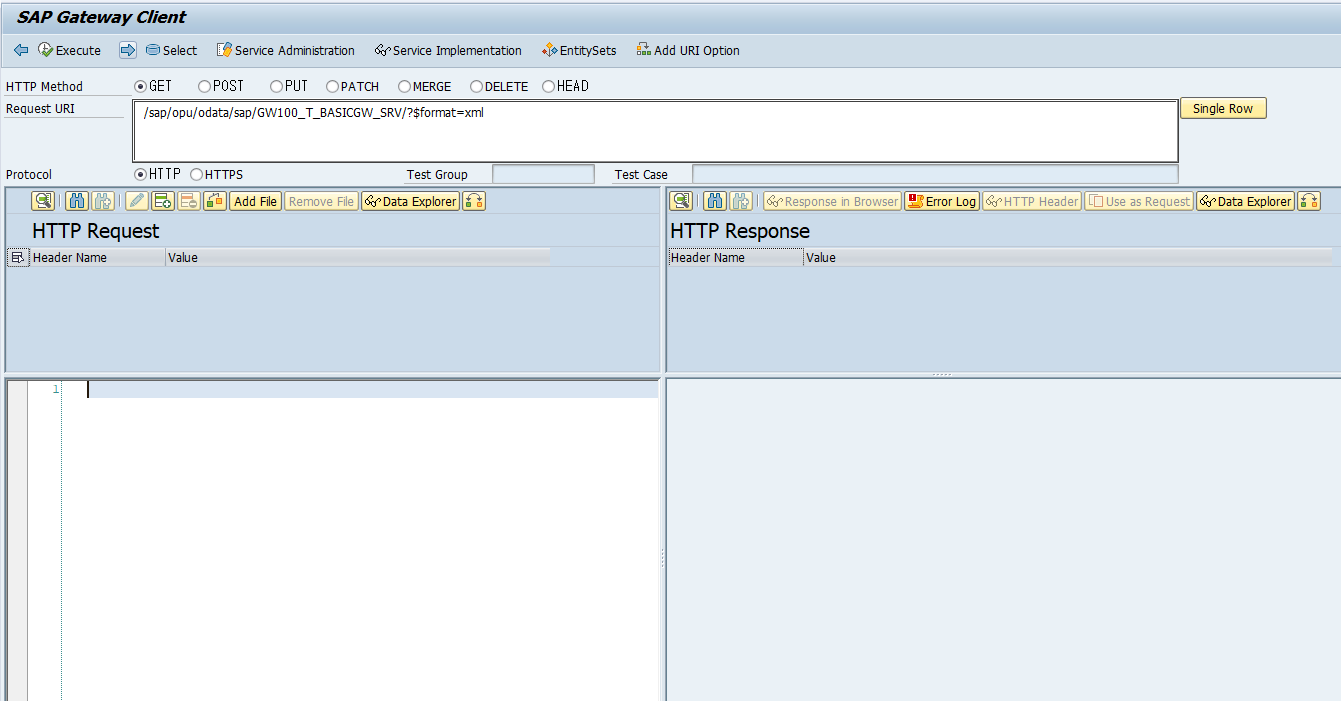 SAP Gateway Client
Execute Select Service Administration Service Implementation EntitySets Add URI Option
HTTP Method GET POST PUT PATCH MERGE DELETE HEAD
Request URI /sap/opu/odata/sap/GW100_T_BASICGW_SRV/?$format=xml Single Row
Protocol HTTP HTTPS Test Group Test Case
Add File Remove File Data Explorer Response in Browser Error Log HTTP Header Use as Request Data Explorer
HTTP Request HTTP Response
Header Name Value Header Name Value
1